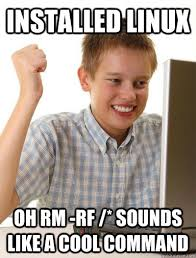 INSTALLED LINUX
OH RM -RF /* SOUNDS
LIKE A COOL COMMAND